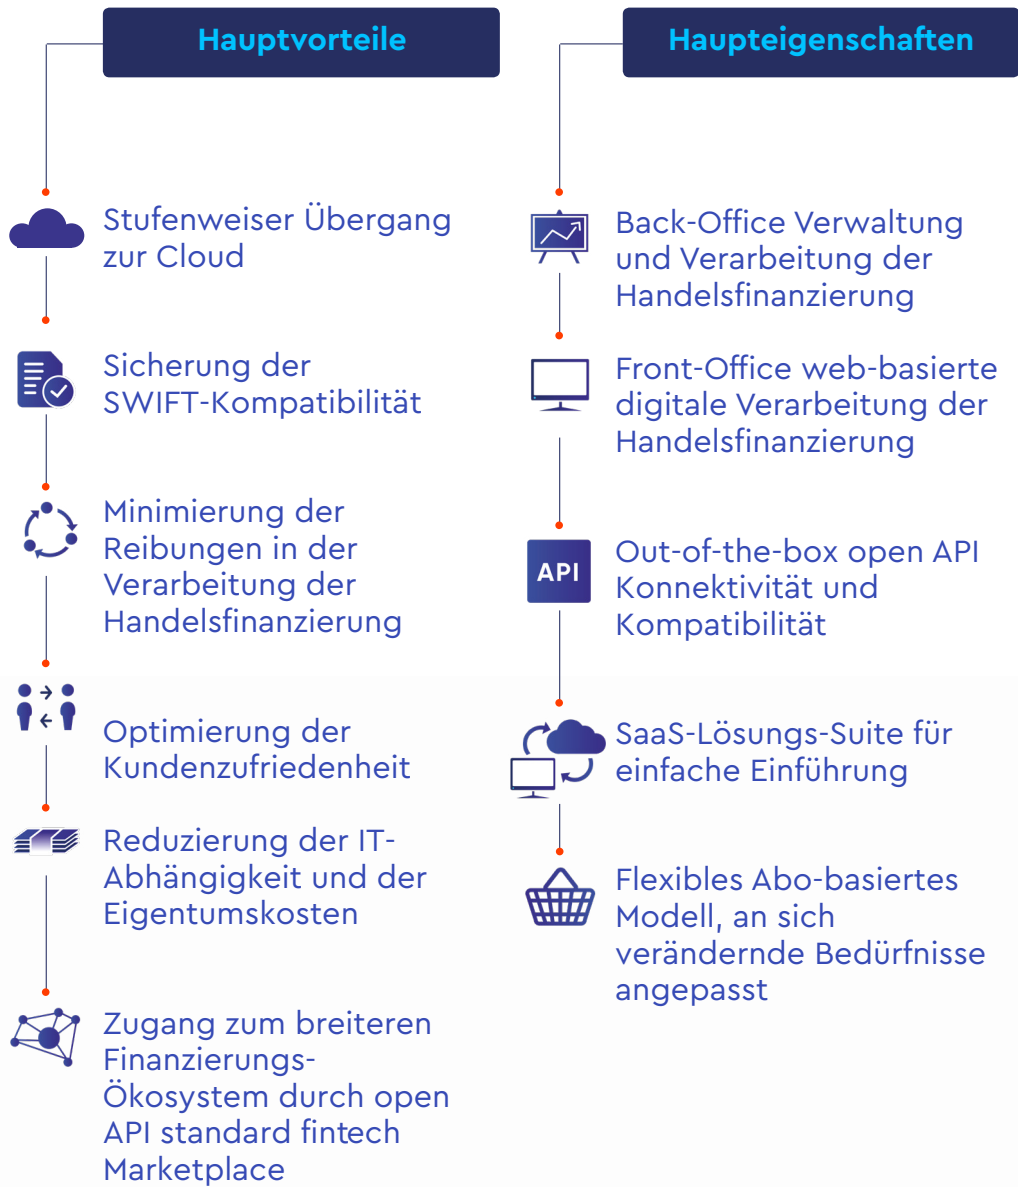 Hauptvorteile
Stufenweiser Übergang
zur Cloud
Sicherung der
SWIFT-Kompatibilität
Minimierung der
Reibungen in der
Verarbeitung der
Handelsfinanzierung
Optimierung der
Kundenzufriedenheit
Reduzierung der IT-
Abhängigkeit und der
Eigentumskosten
Zugang zum breiteren
Finanzierungs-
Ökosystem durch open
API standard fintech
Marketplace
Haupteigenschaften
Back-Office Verwaltung
und Verarbeitung der
Handelsfinanzierung
Front-Office web-basierte
digitale Verarbeitung der
Handelsfinanzierung
API
Out-of-the-box open API
Konnektivität und
Kompatibilität
SaaS-Lösungs-Suite für
einfache Einführung
Flexibles Abo-basiertes
Modell, an sich
verändernde Bedürfnisse
angepasst